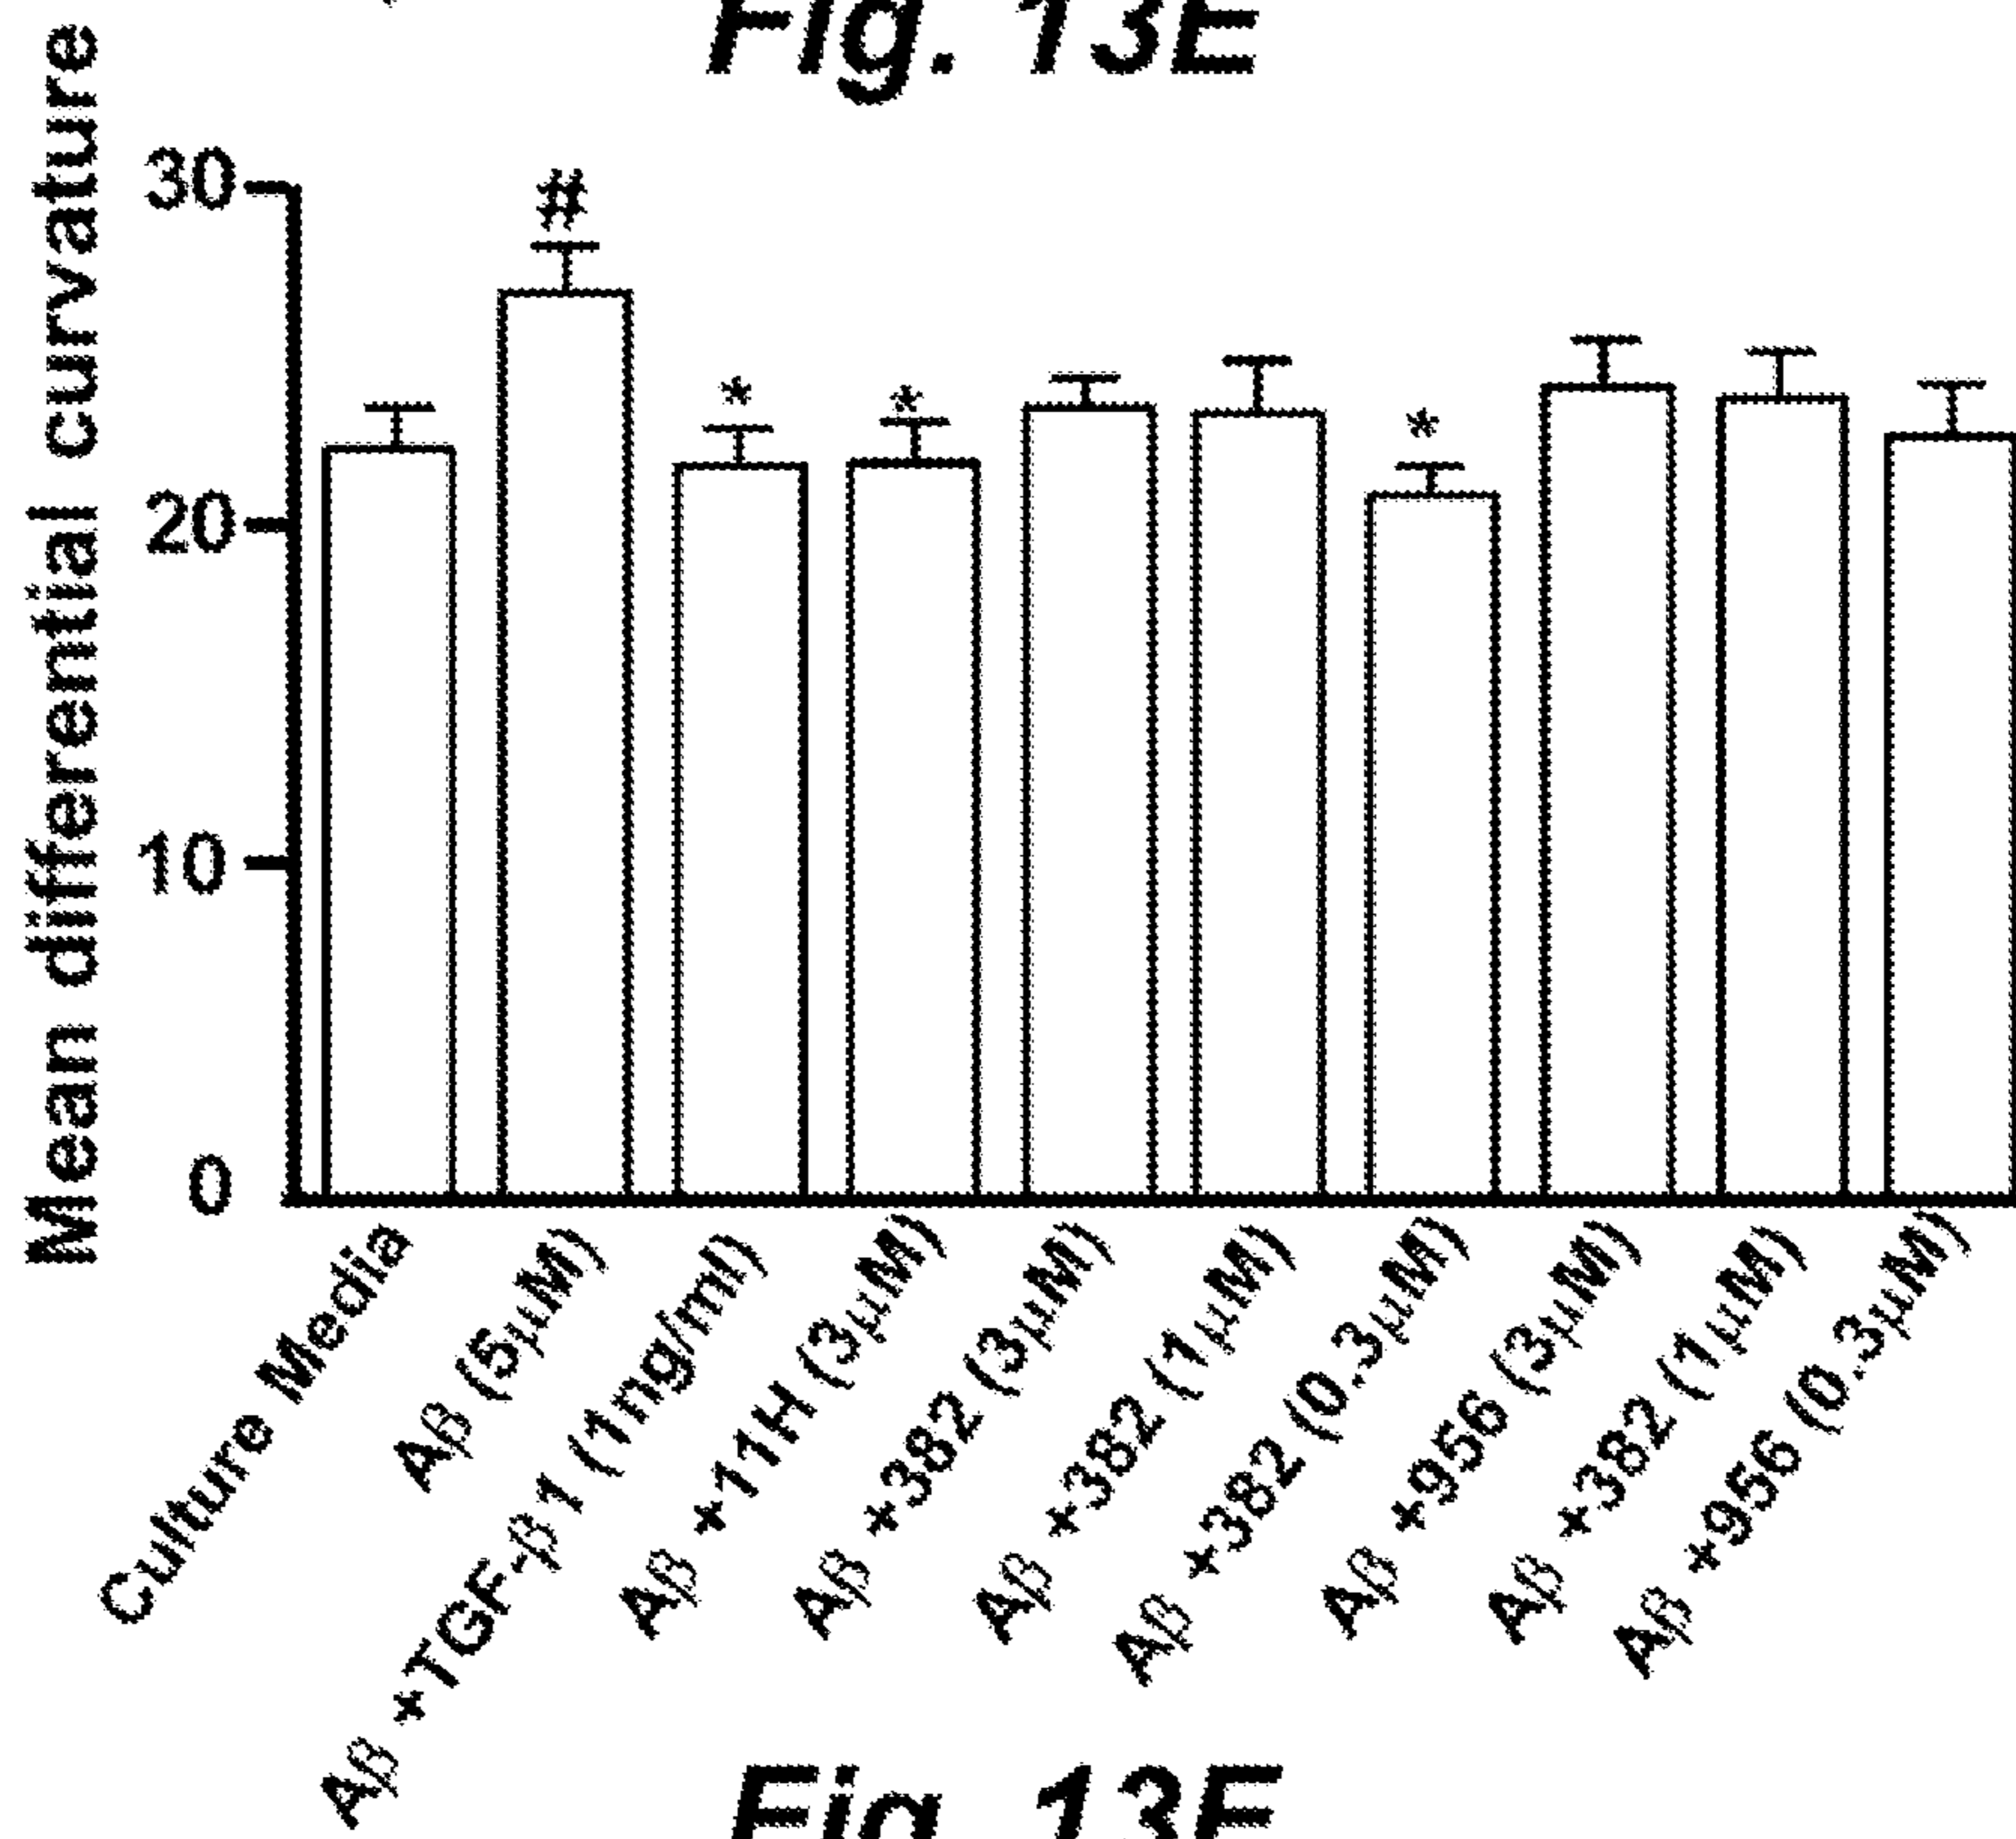 Fig. 13E
Mean differential curvature
30
20
10
0
#
*
*
*
Culture Media
Aβ (5μM)
Aβ +TGF-β1 (1ng/ml)
Aβ +11H (3μM)
Aβ +382 (3μM)
Aβ +382 (1μM)
Aβ +382 (0.3μM)
Aβ +956 (3μM)
Aβ +382 (1μM)
Aβ +956 (0.3μM)
Fig. 13